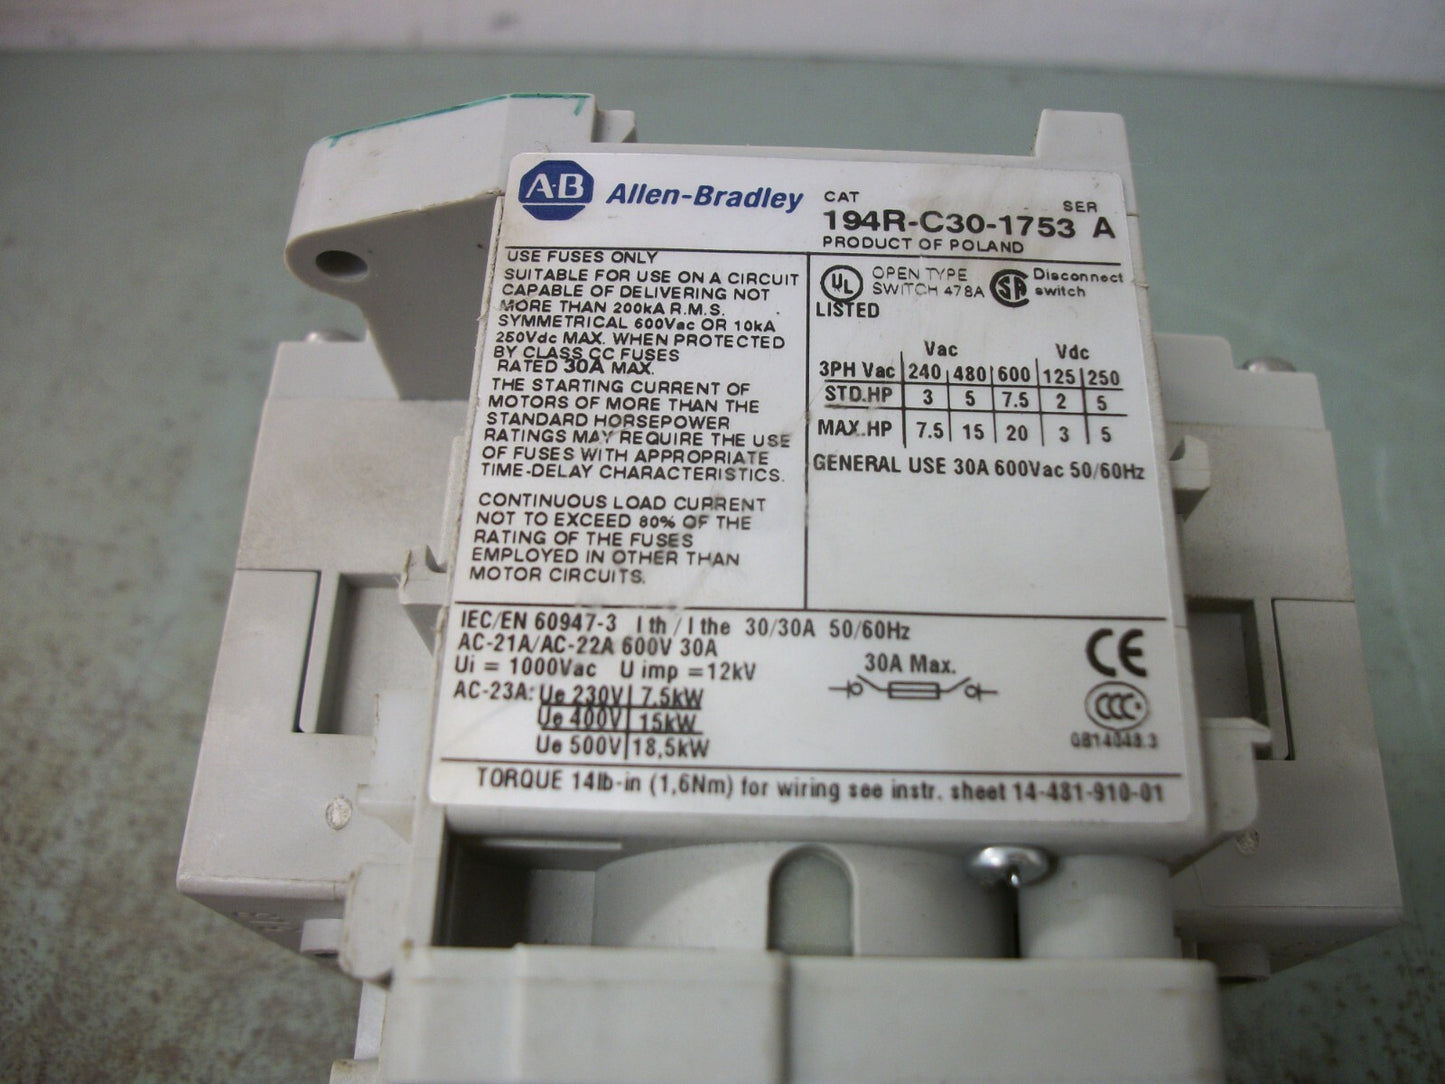 A-B Allen-Bradley
CAT SER
194R-C30-1753 A
PRODUCT OF POLAND
USE FUSES ONLY
SUITABLE FOR USE ON A CIRCUIT
CAPABLE OF DELIVERING NOT
MORE THAN 200kA R.M.S.
SYMMETRICAL 600Vac OR 10kA
250Vdc MAX. WHEN PROTECTED
BY CLASS CC FUSES
RATED 30A MAX.
THE STARTING CURRENT OF
MOTORS OF MORE THAN THE
STANDARD HORSEPOWER
RATINGS MAY REQUIRE THE USE
OF FUSES WITH APPROPRIATE
TIME-DELAY CHARACTERISTICS.
CONTINUOUS LOAD CURRENT
NOT TO EXCEED 80% OF THE
RATING OF THE FUSES
EMPLOYED IN OTHER THAN
MOTOR CIRCUITS.
UL OPEN TYPE
SWITCH 478A
LISTED
SA Disconnect
switch
Vac Vdc
3PH Vac 240 480 600 125 250
STD.HP 3 5 7.5 2 5
MAX.HP 7.5 15 20 3 5
GENERAL USE 30A 600Vac 50/60Hz
IEC/EN 60947-3 I th / I the 30/30A 50/60Hz
AC-21A/AC-22A 600V 30A
Ui = 1000Vac U imp =12kV
AC-23A: Ue 230V 7.5kW
Ue 400V 15kW
Ue 500V 18,5kW
30A Max.
CE
CCC
GB14048.3
TORQUE 14lb-in (1,6Nm) for wiring see instr. sheet 14-481-910-01